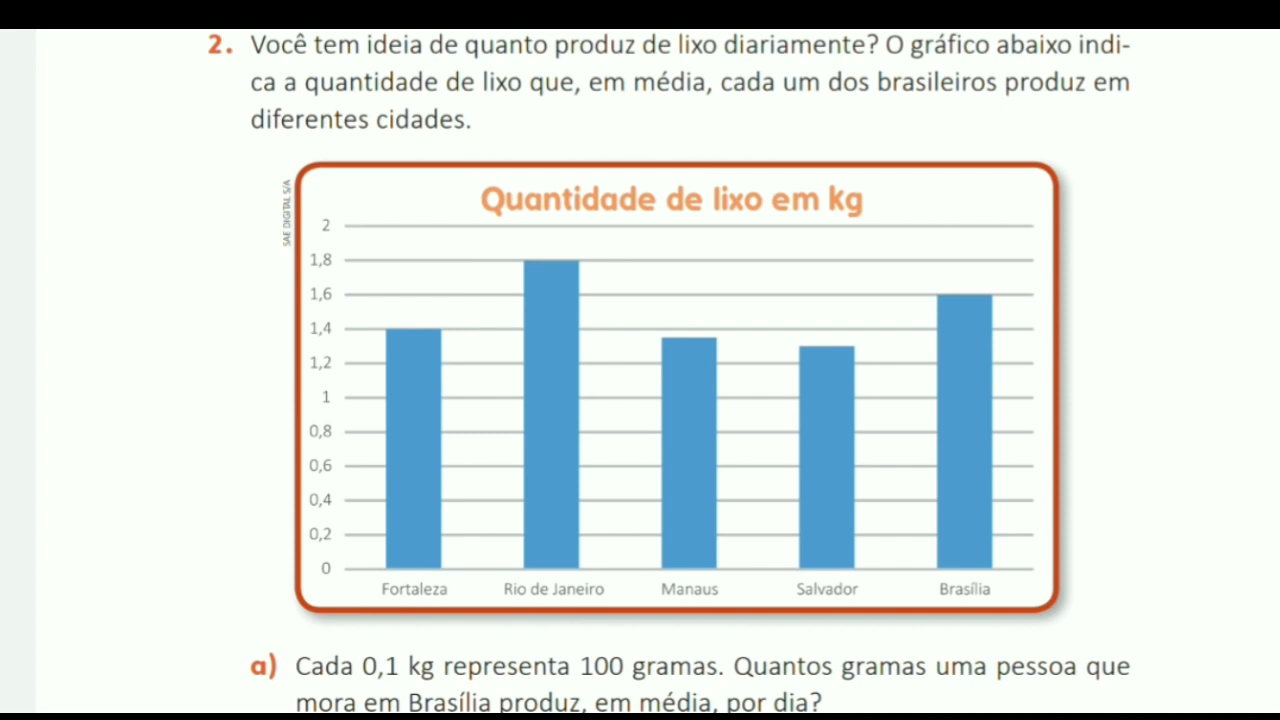 2. Você tem ideia de quanto produz de lixo diariamente? O gráfico abaixo indi-
ca a quantidade de lixo que, em média, cada um dos brasileiros produz em
diferentes cidades.
SAE DIGITAL S/A
Quantidade de lixo em kg
2
1,8
1,6
1,4
1,2
1
0,8
0,6
0,4
0,2
0
Fortaleza Rio de Janeiro Manaus Salvador Brasília
a) Cada 0,1 kg representa 100 gramas. Quantos gramas uma pessoa que
mora em Brasília produz, em média, por dia?